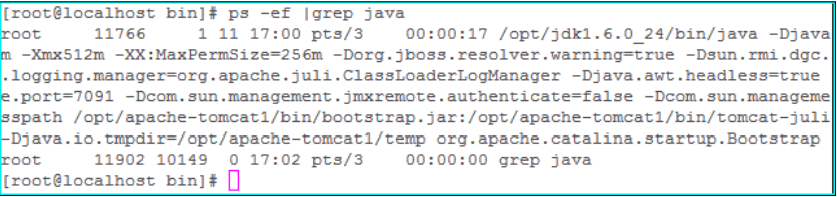 [root@localhost bin]# ps -ef |grep java
root     11766     1 11 17:00 pts/3    00:00:17 /opt/jdk1.6.0_24/bin/java -Djava
m -Xmx512m -XX:MaxPermSize=256m -Dorg.jboss.resolver.warning=true -Dsun.rmi.dgc.
.logging.manager=org.apache.juli.ClassLoaderLogManager -Djava.awt.headless=true
e.port=7091 -Dcom.sun.management.jmxremote.authenticate=false -Dcom.sun.manageme
sspath /opt/apache-tomcat1/bin/bootstrap.jar:/opt/apache-tomcat1/bin/tomcat-juli
-Djava.io.tmpdir=/opt/apache-tomcat1/temp org.apache.catalina.startup.Bootstrap
root     11902 10149  0 17:02 pts/3    00:00:00 grep java
[root@localhost bin]#